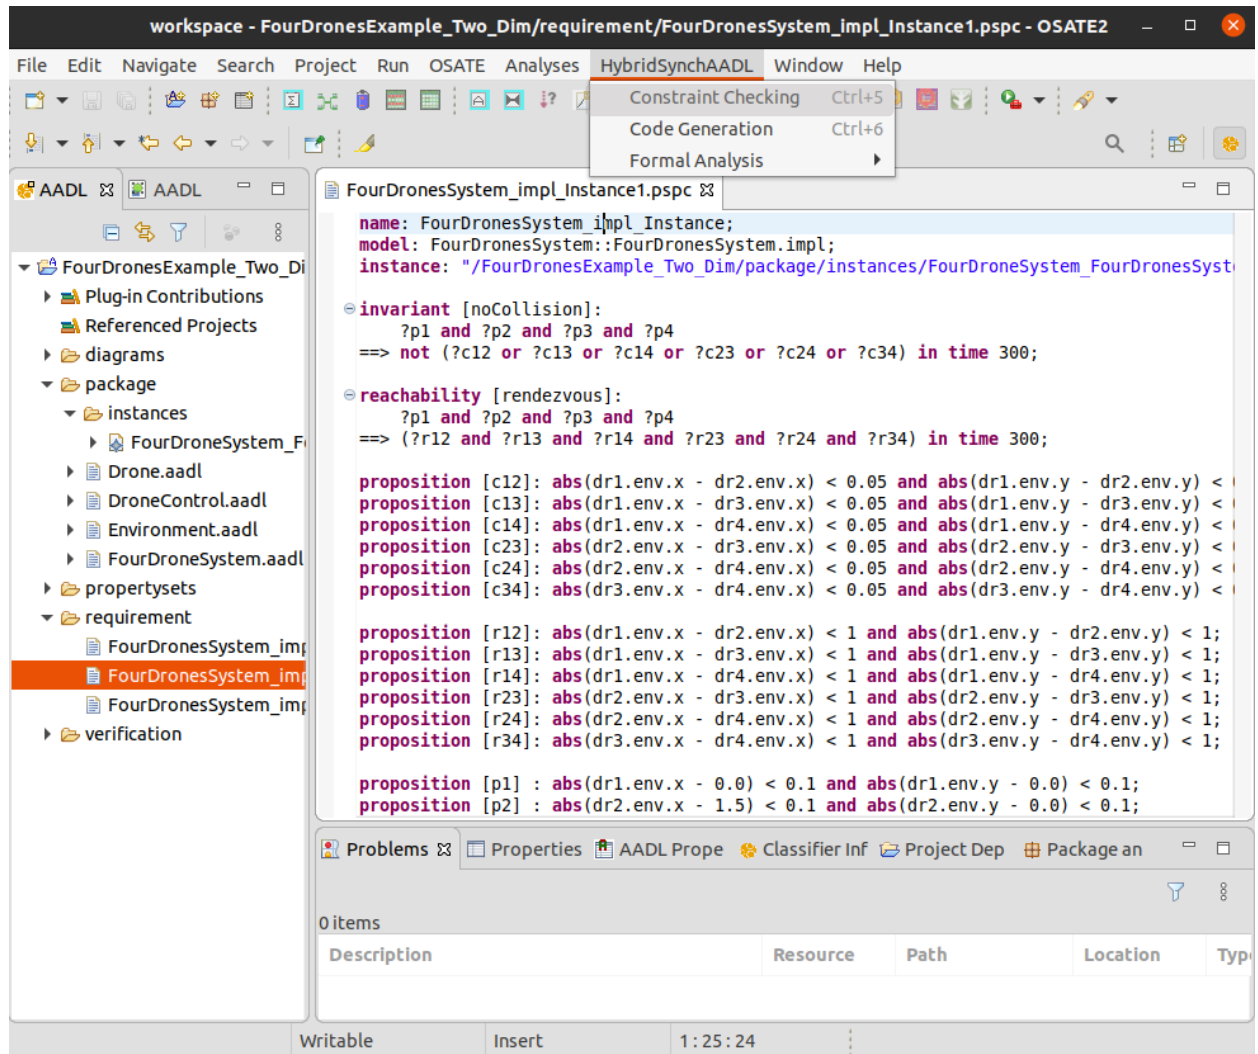 workspace - FourDronesExample_Two_Dim/requirement/FourDronesSystem_impl_Instance1.pspc - OSATE2
File Edit Navigate Search Project Run OSATE Analyses HybridSynchAADL Window Help
Constraint Checking Ctrl+5
Code Generation Ctrl+6
Formal Analysis
AADL AADL
FourDronesSystem_impl_Instance1.pspc
FourDronesExample_Two_Di
Plug-in Contributions
Referenced Projects
diagrams
package
instances
FourDroneSystem_F
Drone.aadl
DroneControl.aadl
Environment.aadl
FourDroneSystem.aadl
propertysets
requirement
FourDronesSystem_imp
FourDronesSystem_imp
FourDronesSystem_imp
verification
name: FourDronesSystem_impl_Instance;
model: FourDronesSystem::FourDronesSystem.impl;
instance: "/FourDronesExample_Two_Dim/package/instances/FourDroneSystem_FourDronesSyst
invariant [noCollision]:
?p1 and ?p2 and ?p3 and ?p4
==> not (?c12 or ?c13 or ?c14 or ?c23 or ?c24 or ?c34) in time 300;
reachability [rendezvous]:
?p1 and ?p2 and ?p3 and ?p4
==> (?r12 and ?r13 and ?r14 and ?r23 and ?r24 and ?r34) in time 300;
proposition [c12]: abs(dr1.env.x - dr2.env.x) < 0.05 and abs(dr1.env.y - dr2.env.y) <
proposition [c13]: abs(dr1.env.x - dr3.env.x) < 0.05 and abs(dr1.env.y - dr3.env.y) <
proposition [c14]: abs(dr1.env.x - dr4.env.x) < 0.05 and abs(dr1.env.y - dr4.env.y) <
proposition [c23]: abs(dr2.env.x - dr3.env.x) < 0.05 and abs(dr2.env.y - dr3.env.y) <
proposition [c24]: abs(dr2.env.x - dr4.env.x) < 0.05 and abs(dr2.env.y - dr4.env.y) <
proposition [c34]: abs(dr3.env.x - dr4.env.x) < 0.05 and abs(dr3.env.y - dr4.env.y) <
proposition [r12]: abs(dr1.env.x - dr2.env.x) < 1 and abs(dr1.env.y - dr2.env.y) < 1;
proposition [r13]: abs(dr1.env.x - dr3.env.x) < 1 and abs(dr1.env.y - dr3.env.y) < 1;
proposition [r14]: abs(dr1.env.x - dr4.env.x) < 1 and abs(dr1.env.y - dr4.env.y) < 1;
proposition [r23]: abs(dr2.env.x - dr3.env.x) < 1 and abs(dr2.env.y - dr3.env.y) < 1;
proposition [r24]: abs(dr2.env.x - dr4.env.x) < 1 and abs(dr2.env.y - dr4.env.y) < 1;
proposition [r34]: abs(dr3.env.x - dr4.env.x) < 1 and abs(dr3.env.y - dr4.env.y) < 1;
proposition [p1] : abs(dr1.env.x - 0.0) < 0.1 and abs(dr1.env.y - 0.0) < 0.1;
proposition [p2] : abs(dr2.env.x - 1.5) < 0.1 and abs(dr2.env.y - 0.0) < 0.1;
Problems Properties AADL Prope Classifier Inf Project Dep Package an
0 items
Description Resource Path Location Type
Writable Insert 1 : 25 : 24